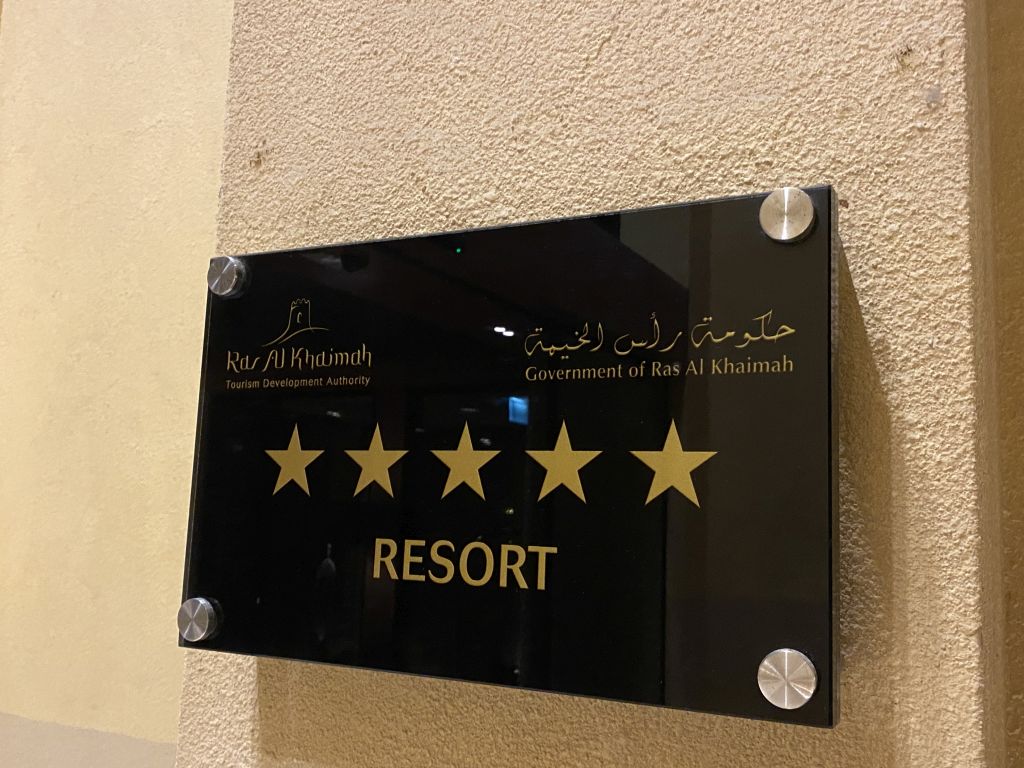 Ras Al Khaimah
Tourism Development Authority
حكومة رأس الخيمة
Government of Ras Al Khaimah
RESORT